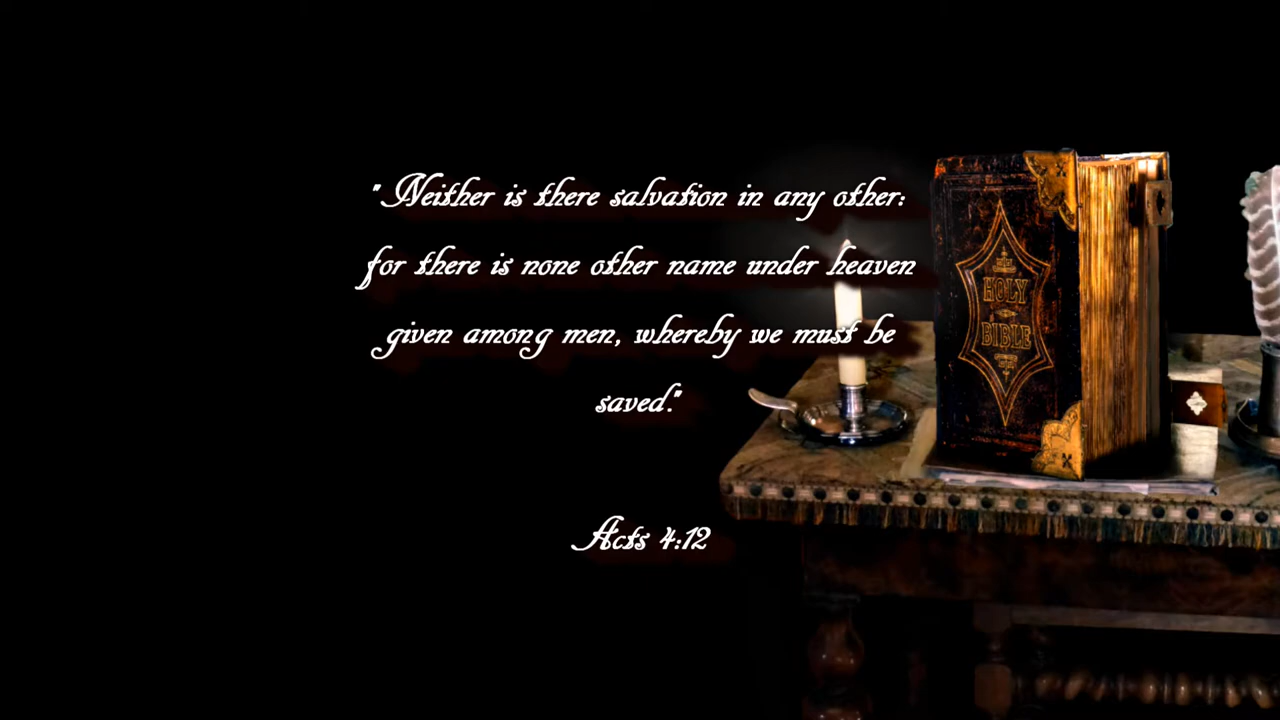 "Neither is there salvation in any other:
for there is none other name under heaven
given among men, whereby we must be
saved."
Acts 4:12
HOLY
BIBLE